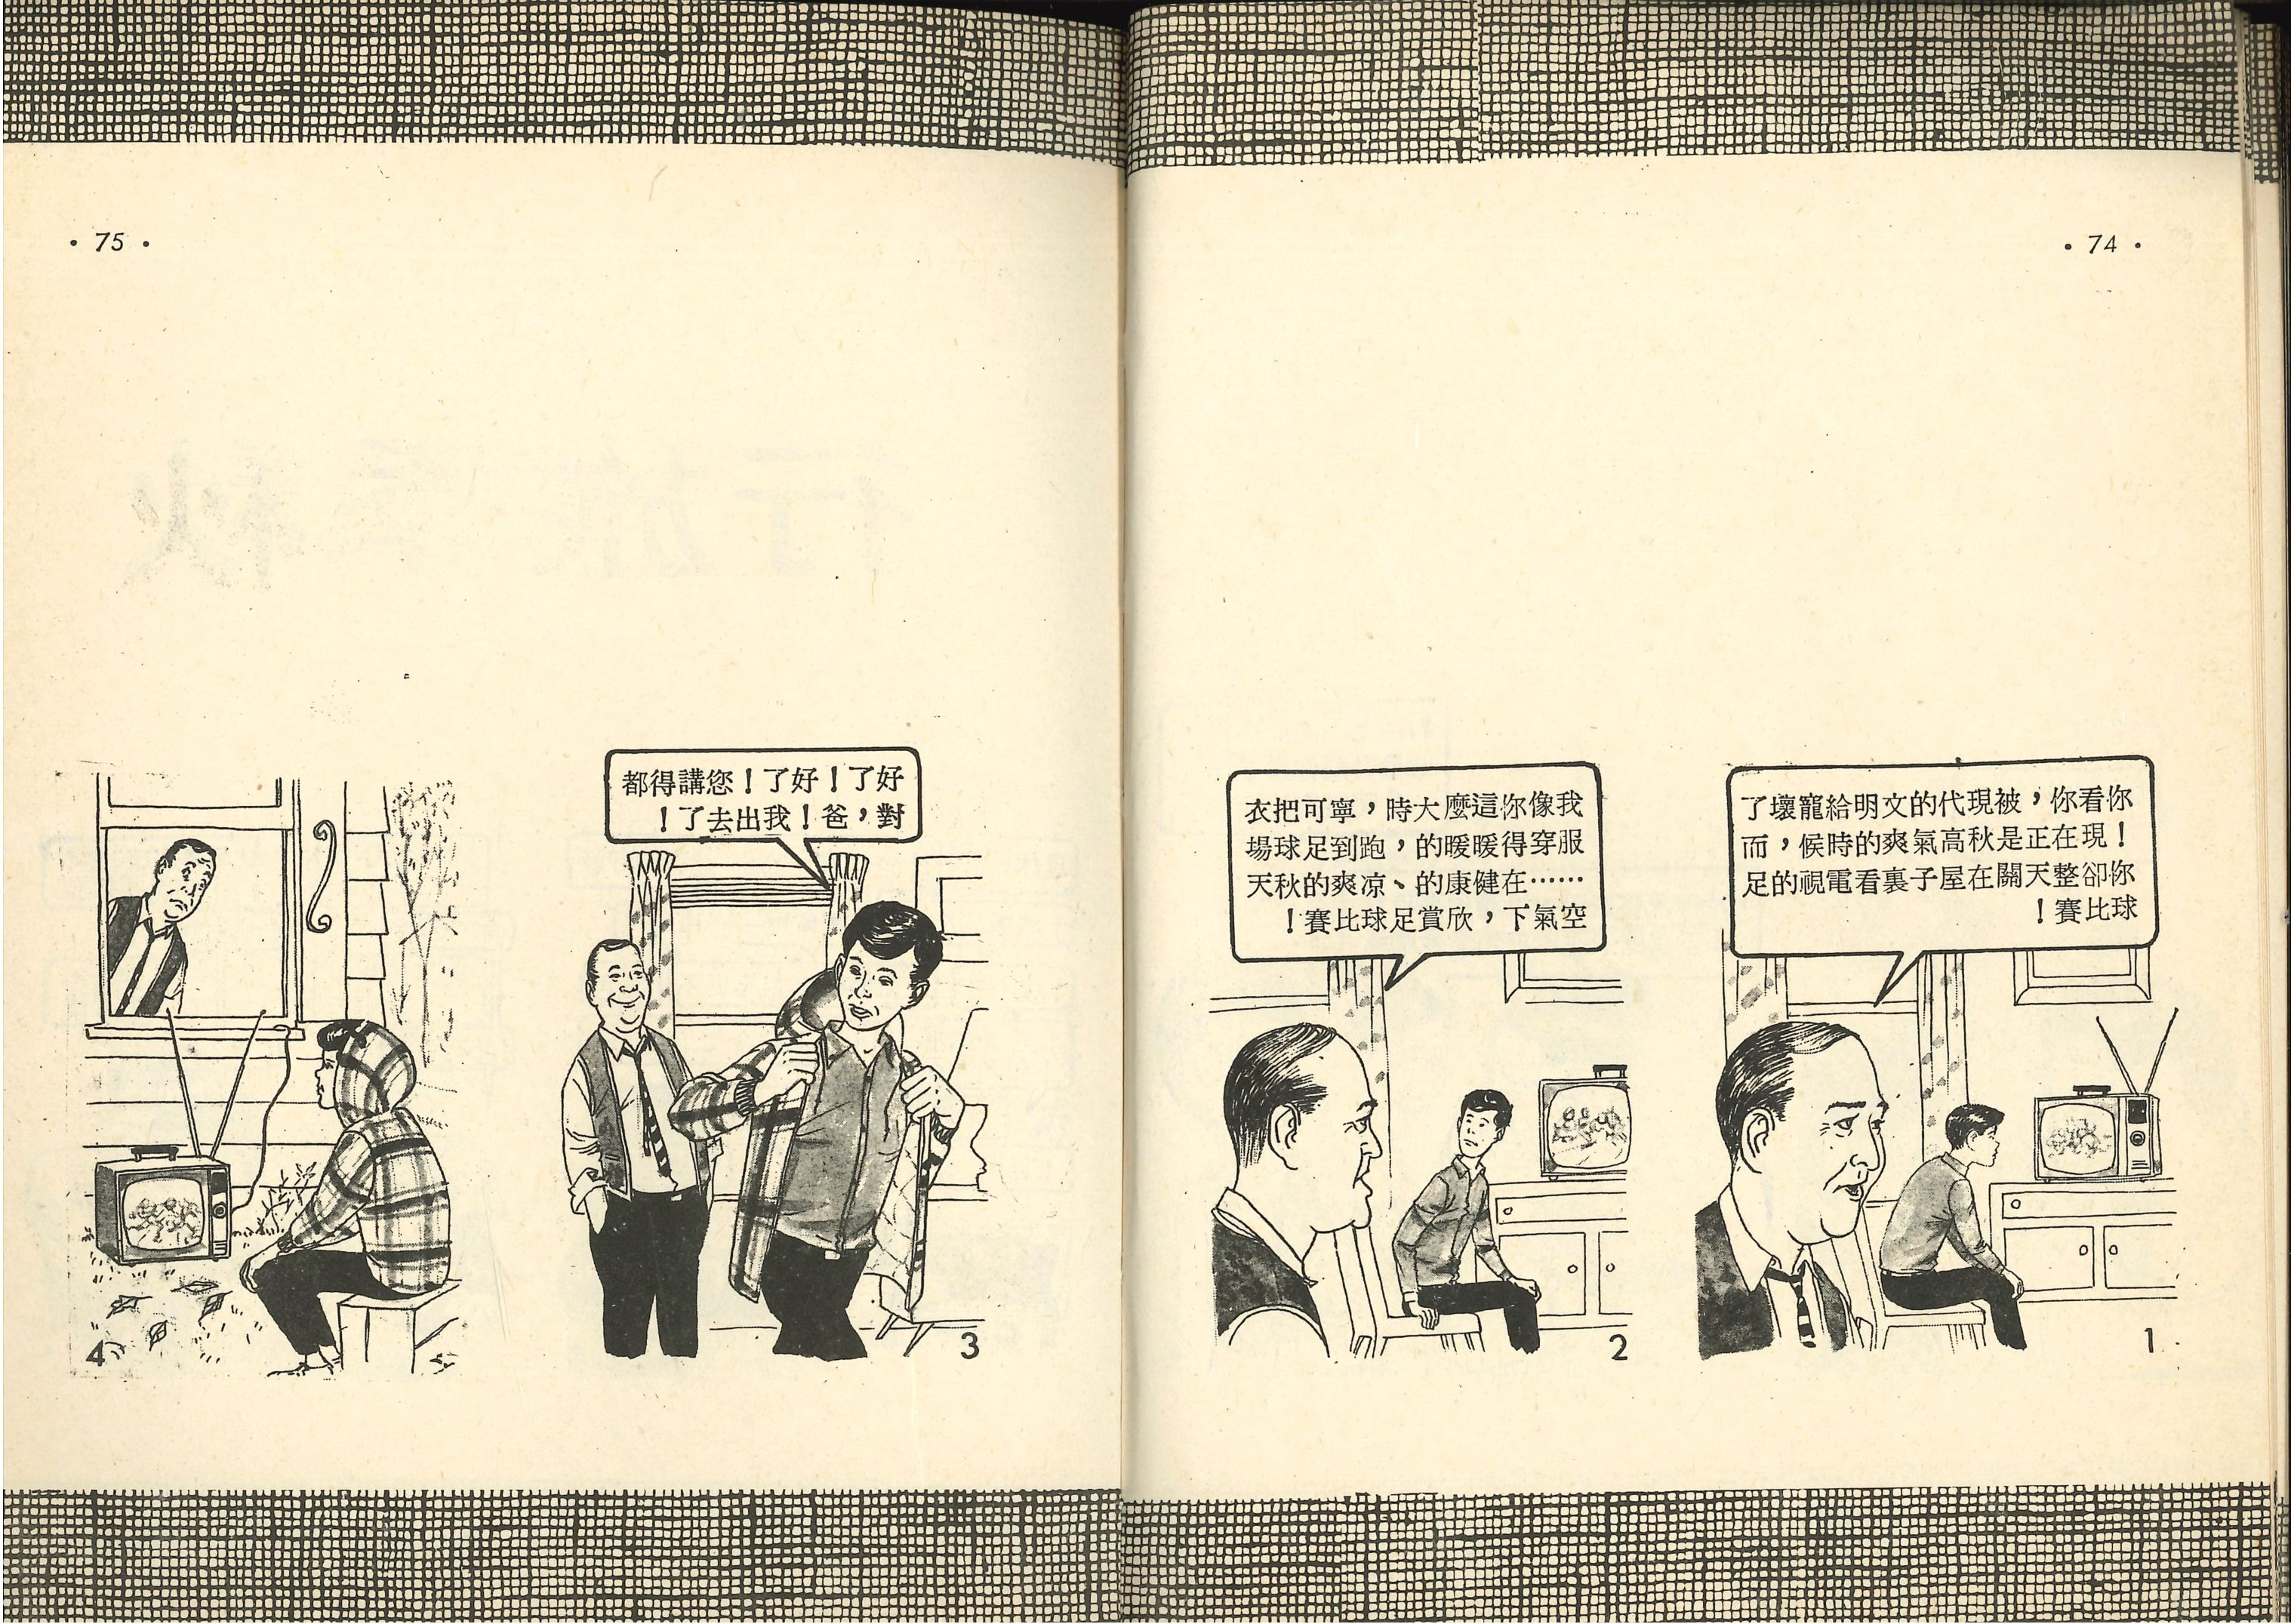 • 74 •
你看你，被現代的文明給寵壞了
！現在正是秋高氣爽的時候，而
你卻整天關在屋子裏看電視的足
球比賽！
1
我像你這麼大時，寧可把衣
服穿得暖暖的，跑到足球場
……在健康的、凉爽的秋天
空氣下，欣賞足球比賽！
2
• 75 •
好了！好了！您講得都
對，爸！我出去了！
3
4